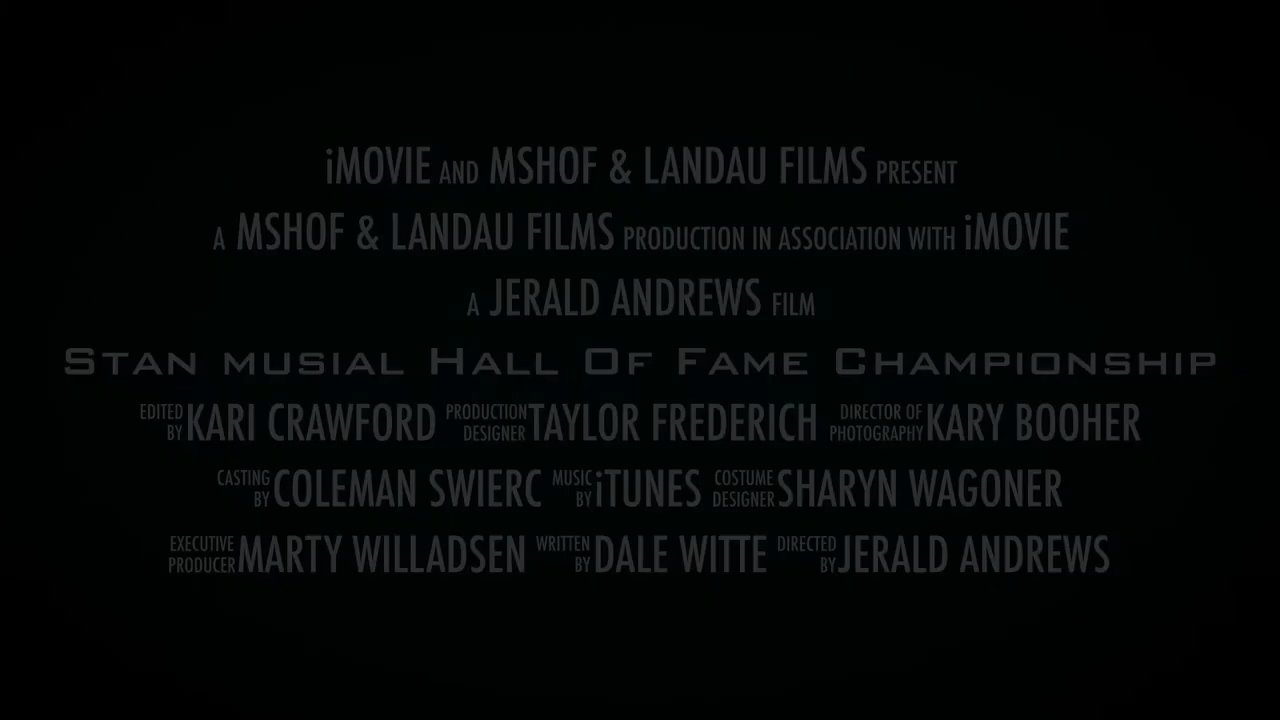 iMOVIE AND MSHOF & LANDAU FILMS PRESENT
A MSHOF & LANDAU FILMS PRODUCTION IN ASSOCIATION WITH iMOVIE
A JERALD ANDREWS FILM
STAN MUSIAL HALL OF FAME CHAMPIONSHIP
EDITED BY KARI CRAWFORD PRODUCTION DESIGNER TAYLOR FREDERICH DIRECTOR OF PHOTOGRAPHY KARY BOOHER
CASTING BY COLEMAN SWIERC MUSIC BY iTUNES COSTUME DESIGNER SHARYN WAGONER
EXECUTIVE PRODUCER MARTY WILLADSEN WRITTEN BY DALE WITTE DIRECTED BY JERALD ANDREWS